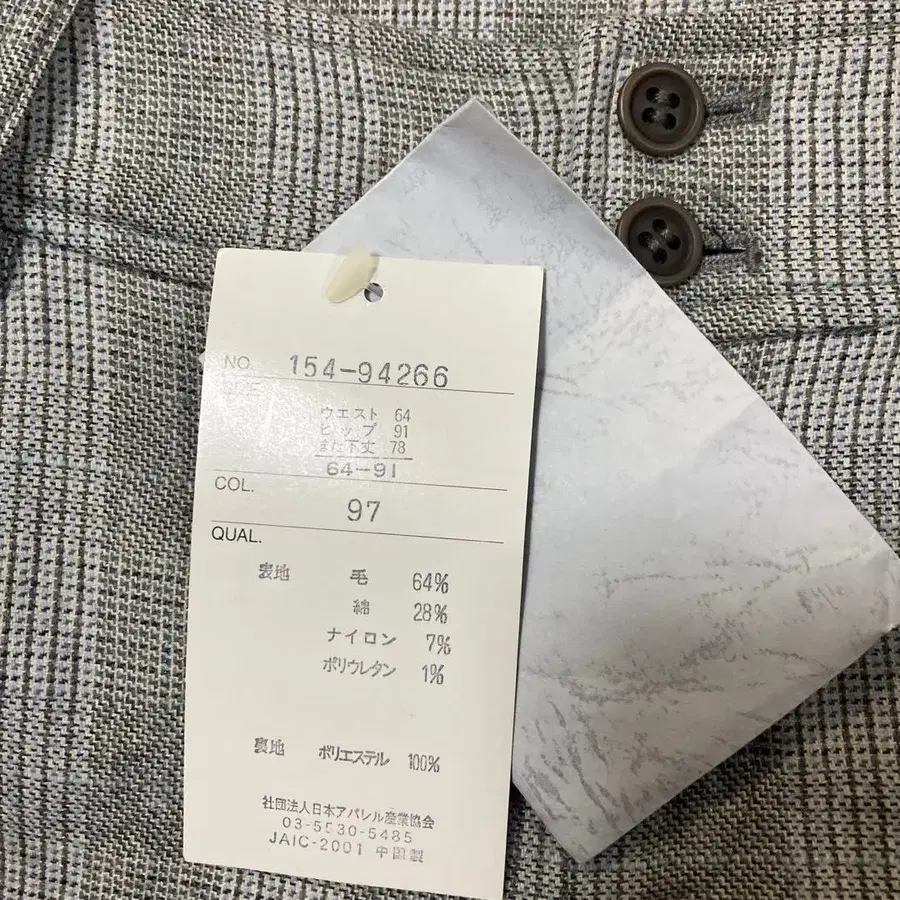 NO. 154-94266
SIZE
ウエスト 64
ヒップ 91
また下丈 78
64-91
COL.
97
QUAL.
表地 毛 64%
綿 28%
ナイロン 7%
ポリウレタン 1%
裏地 ポリエステル 100%
社団法人日本アパレル産業協会
03-5530-5485
JAIC-2001 中国製